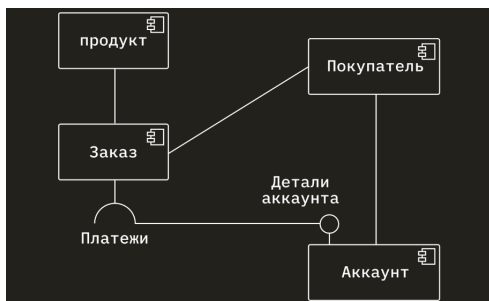 продукт
Покупатель
Заказ
Детали
аккаунта
Платежи
Аккаунт